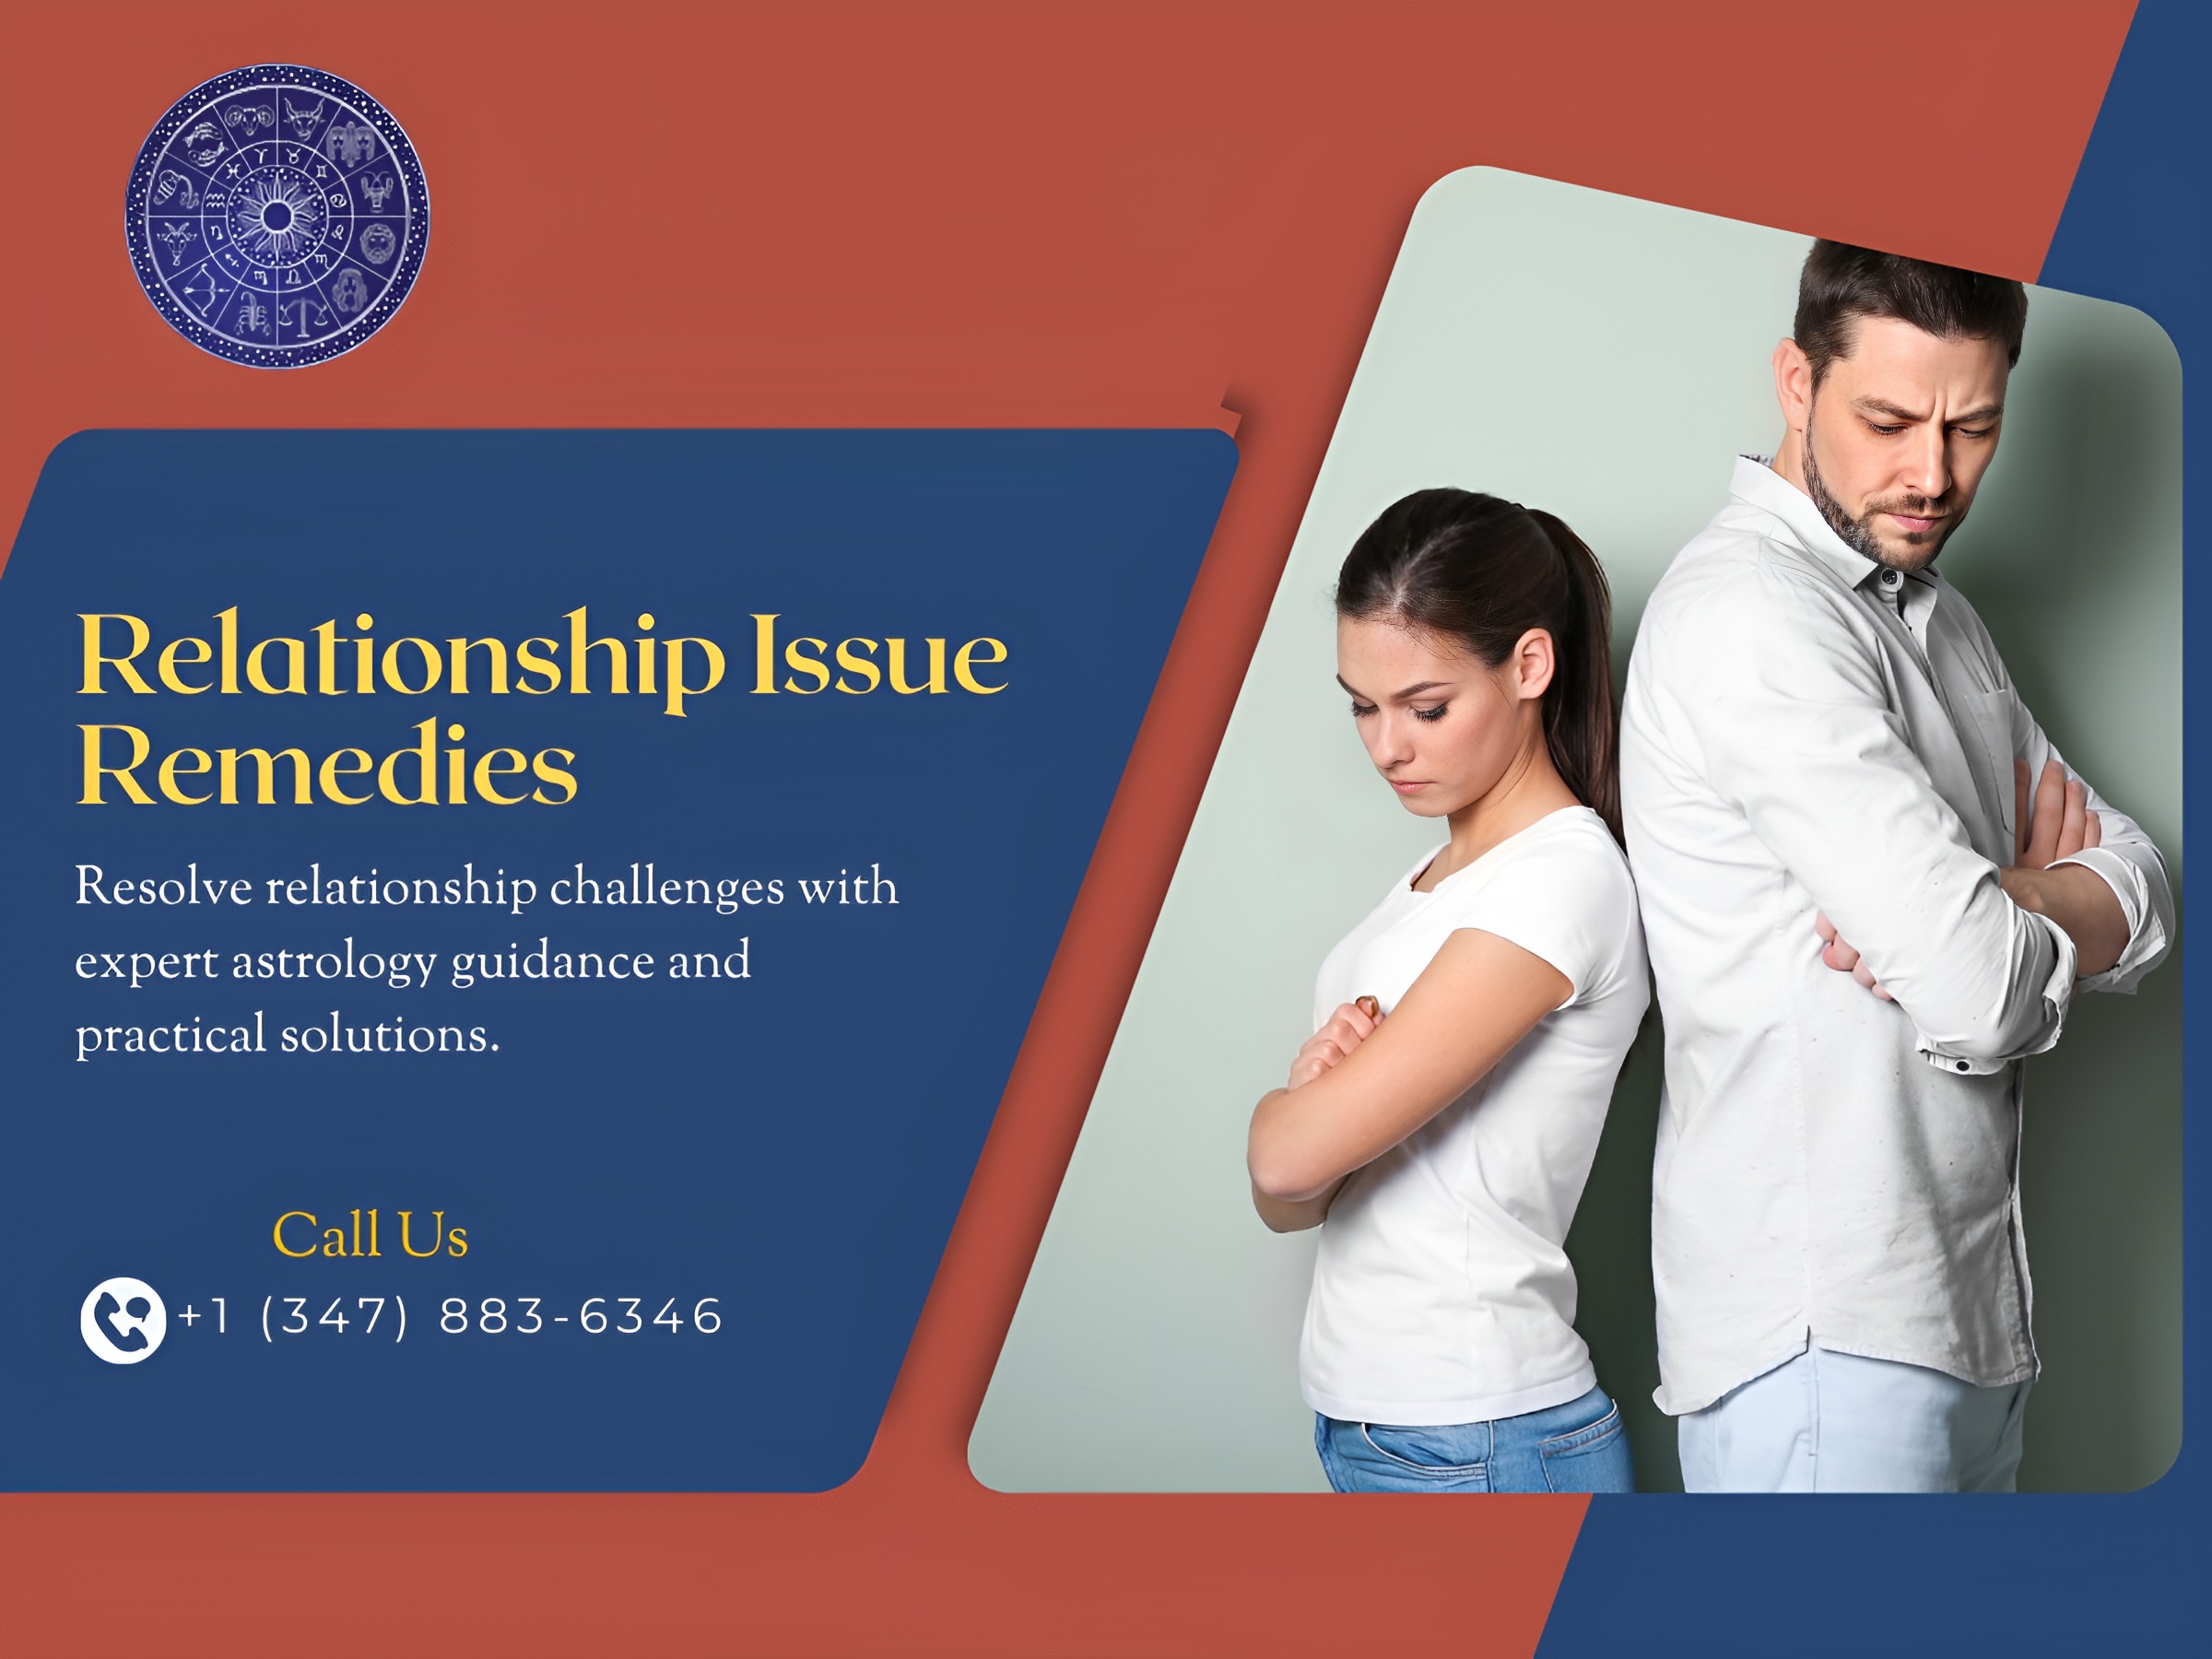 Relationship Issue
Remedies
Resolve relationship challenges with
expert astrology guidance and
practical solutions.
Call Us
+1 (347) 883-6346